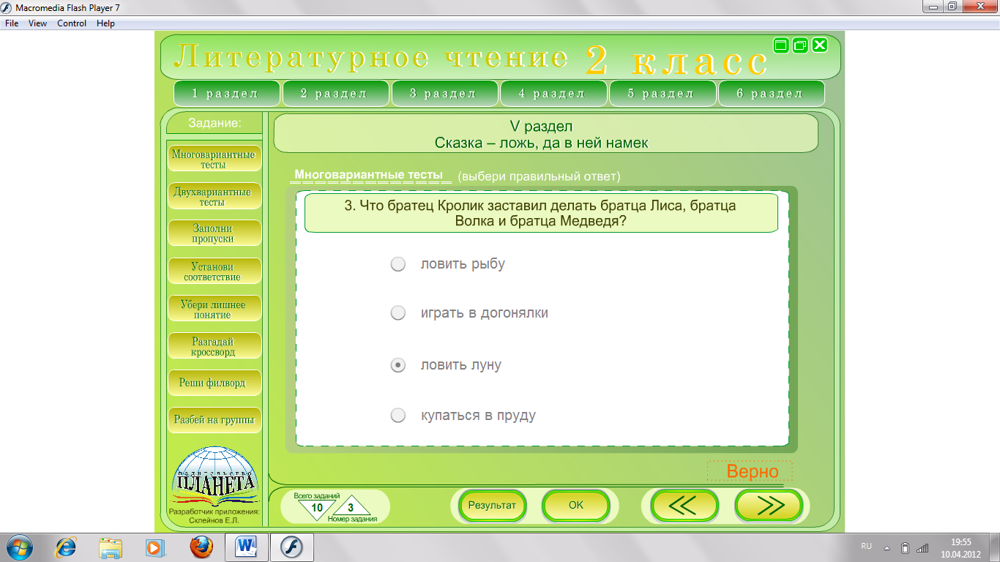 Macromedia Flash Player 7
File View Control Help
Литературное чтение 2 класс
1 раздел 2 раздел 3 раздел 4 раздел 5 раздел 6 раздел
Задание:
Многовариантные
тесты
Двухвариантные
тесты
Заполни
пропуски
Установи
соответствие
Убери лишнее
понятие
Разгадай
кроссворд
Реши филворд
Разбей на группы
издательство
ПЛАНЕТА
Разработчик приложения:
Склейнов Е.Л.
V раздел
Сказка – ложь, да в ней намек
Многовариантные тесты (выбери правильный ответ)
3. Что братец Кролик заставил делать братца Лиса, братца
Волка и братца Медведя?
ловить рыбу
играть в догонялки
ловить луну
купаться в пруду
Верно
Всего заданий
10 3
Номер задания
Результат
OK
RU
19:55
10.04.2012